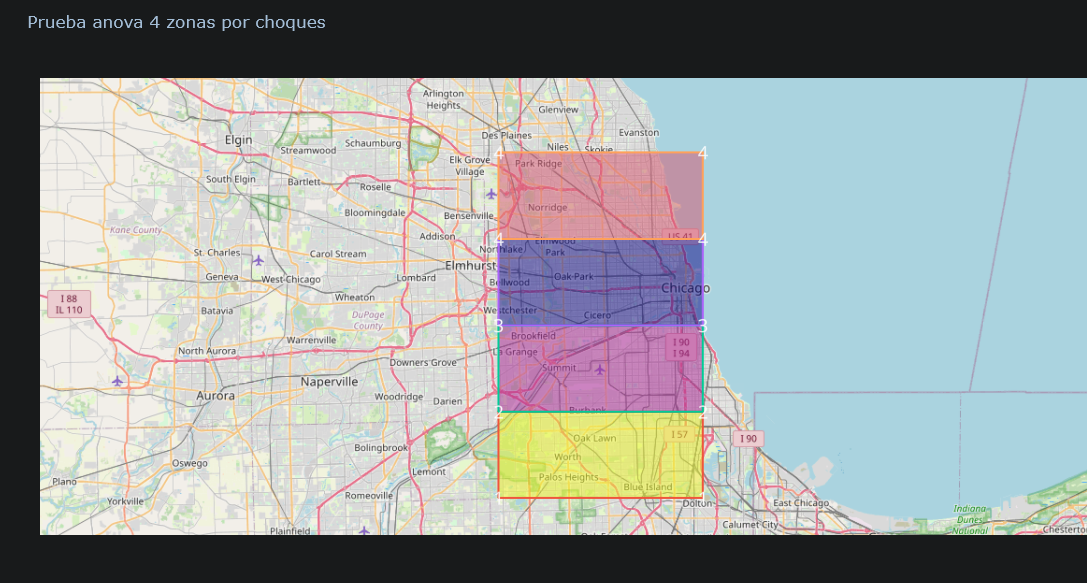 Prueba anova 4 zonas por choques
Arlington
Heights
Glenview
Evanston
Des Plaines
Elgin
Streamwood
Schaumburg
Niles
Skokie
4
4
Elk Grove
Village
Park Ridge
South Elgin
Bartlett
Roselle
Norridge
Bloomingdale
Bensenville
Kane County
Addison
US 41
4
4
Northlake
Elmwood
Park
St. Charles
Carol Stream
Elmhurst
Geneva
West Chicago
Lombard
Bellwood
Oak Park
Chicago
I 88
IL 110
Wheaton
Batavia
DuPage
County
Westchester
Cicero
3
3
Warrenville
Brookfield
I 90
I 94
North Aurora
La Grange
Downers Grove
Summit
Naperville
Aurora
Woodridge
Darien
2
2
Burbank
Oak Lawn
I 57
I 90
Bolingbrook
Worth
Oswego
Lemont
Palos Heights
Plano
Blue Island
Yorkville
Romeoville
Dolton
East Chicago
Calumet City
Indiana
Dunes
National
Plainfield
Chesterto